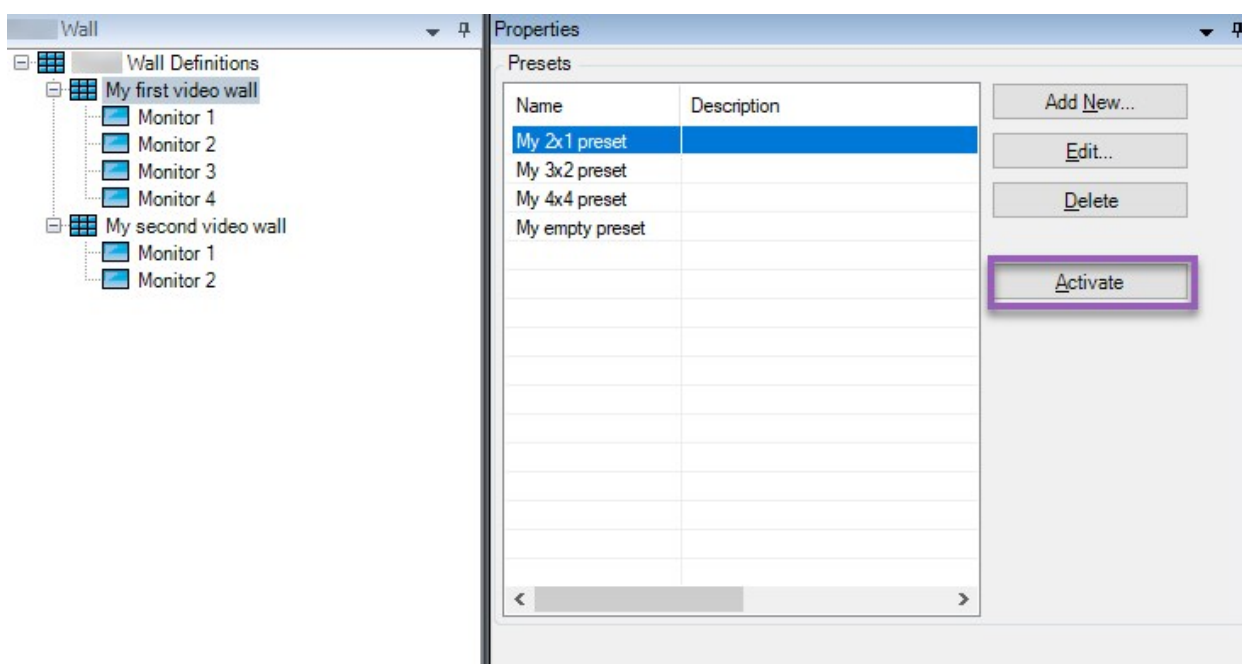 Wall
Wall Definitions
My first video wall
Monitor 1
Monitor 2
Monitor 3
Monitor 4
My second video wall
Monitor 1
Monitor 2
Properties
Presets
Name Description
My 2x1 preset
My 3x2 preset
My 4x4 preset
My empty preset
Add New...
Edit...
Delete
Activate